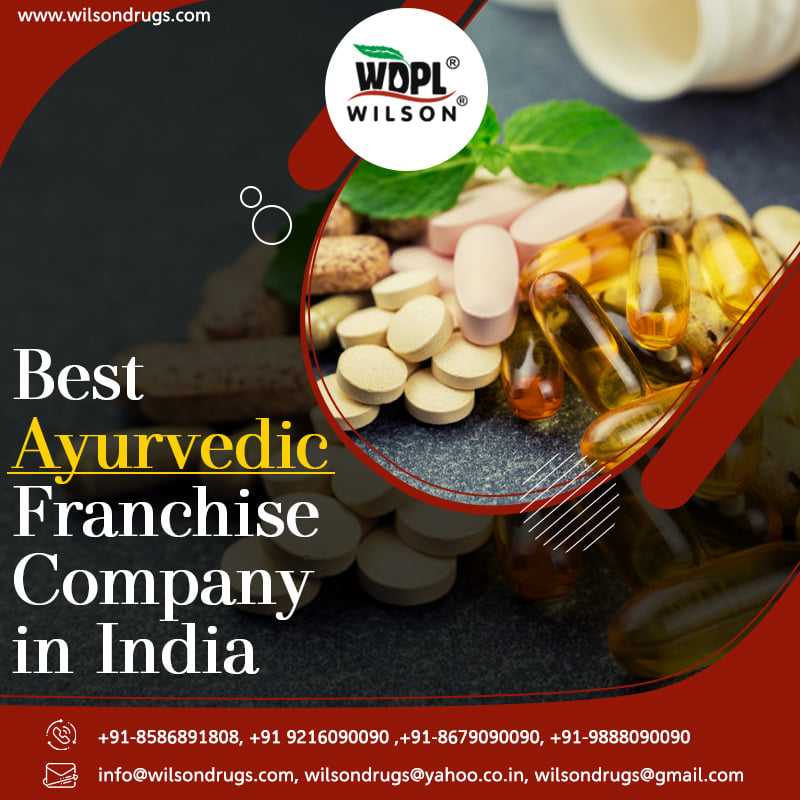 www.wilsondrugs.com
WDPL®
WILSON®
Best
Ayurvedic
Franchise
Company
in India
+91-8586891808, +91 9216090090 ,+91-8679090090, +91-9888090090
info@wilsondrugs.com, wilsondrugs@yahoo.co.in, wilsondrugs@gmail.com